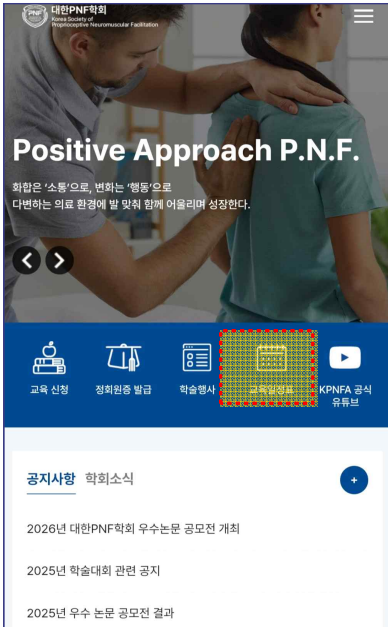 PNF
대한PNF학회
Korea Society of
Proprioceptive Neuromuscular Facilitation
Positive Approach P.N.F.
화합은 ‘소통’으로, 변화는 ‘행동’으로
다변하는 의료 환경에 발 맞춰 함께 어울리며 성장한다.
교육 신청
정회원증 발급
학술행사
교육일정표
KPNFA 공식
유튜브
공지사항 학회소식
2026년 대한PNF학회 우수논문 공모전 개최
2025년 학술대회 관련 공지
2025년 우수 논문 공모전 결과